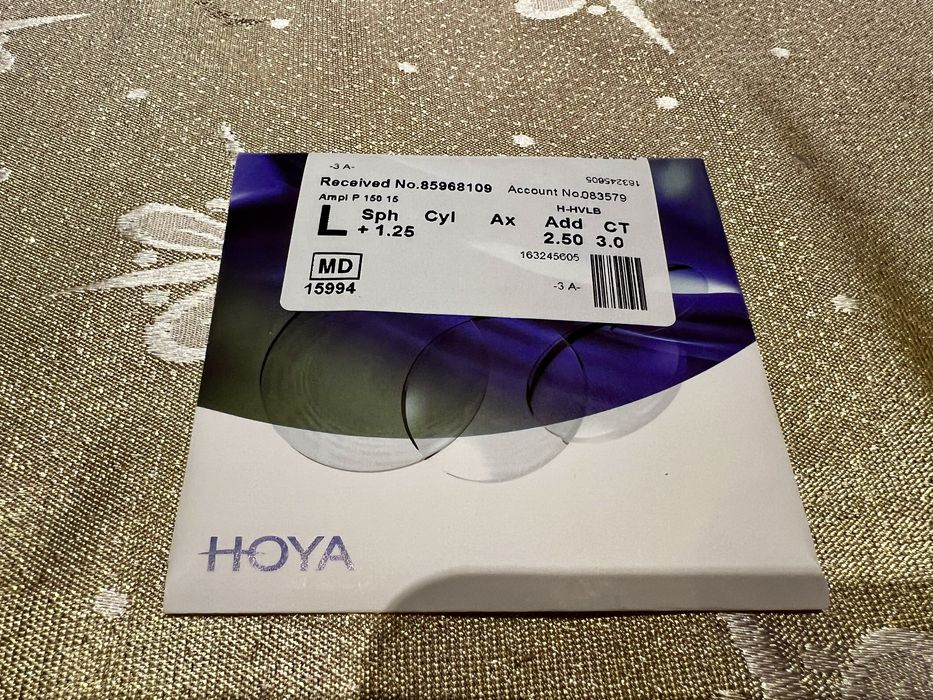 -3 A-
163245605
Received No.85968109 Account No.083579
Ampl P 150 15
H-HVLB
L Sph Cyl Ax Add CT
+ 1.25 2.50 3.0
163245605
MD
-3 A-
15994
HOYA